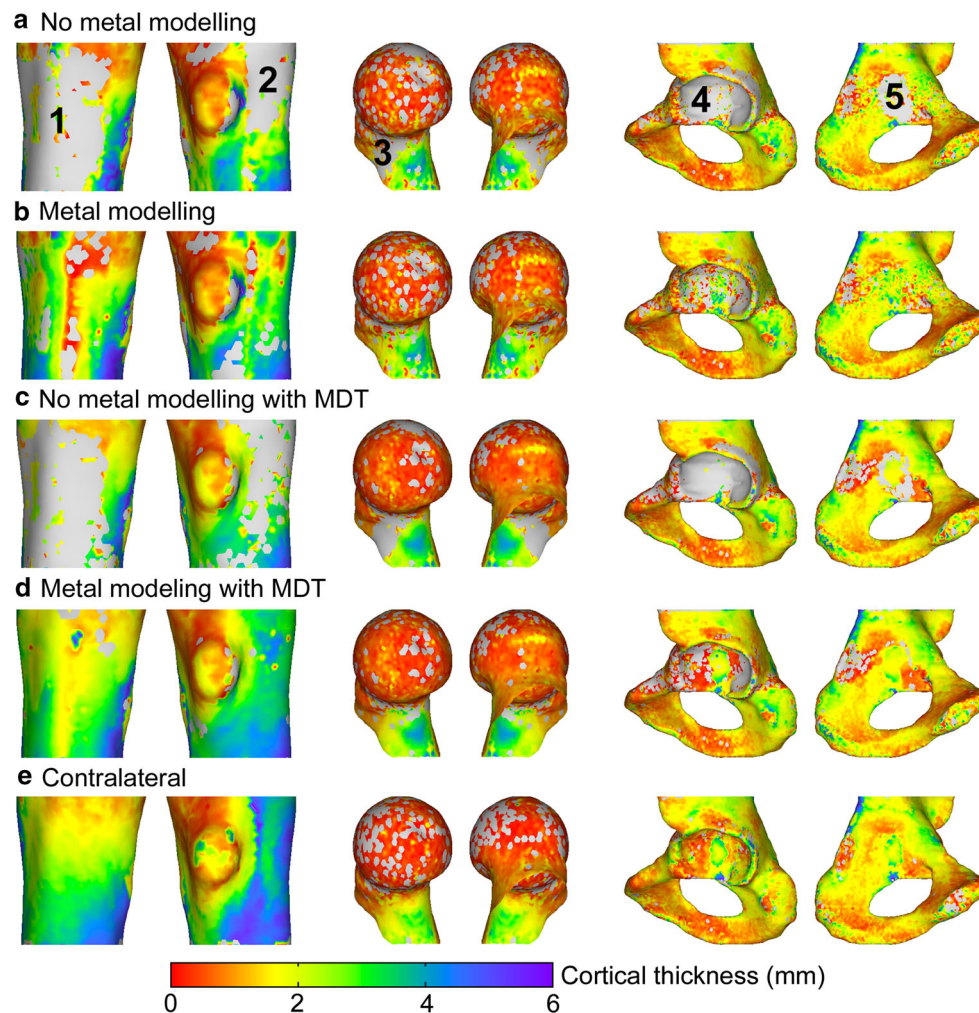 a No metal modelling
1 2 3 4 5
b Metal modelling
c No metal modelling with MDT
d Metal modeling with MDT
e Contralateral
Cortical thickness (mm)
0 2 4 6